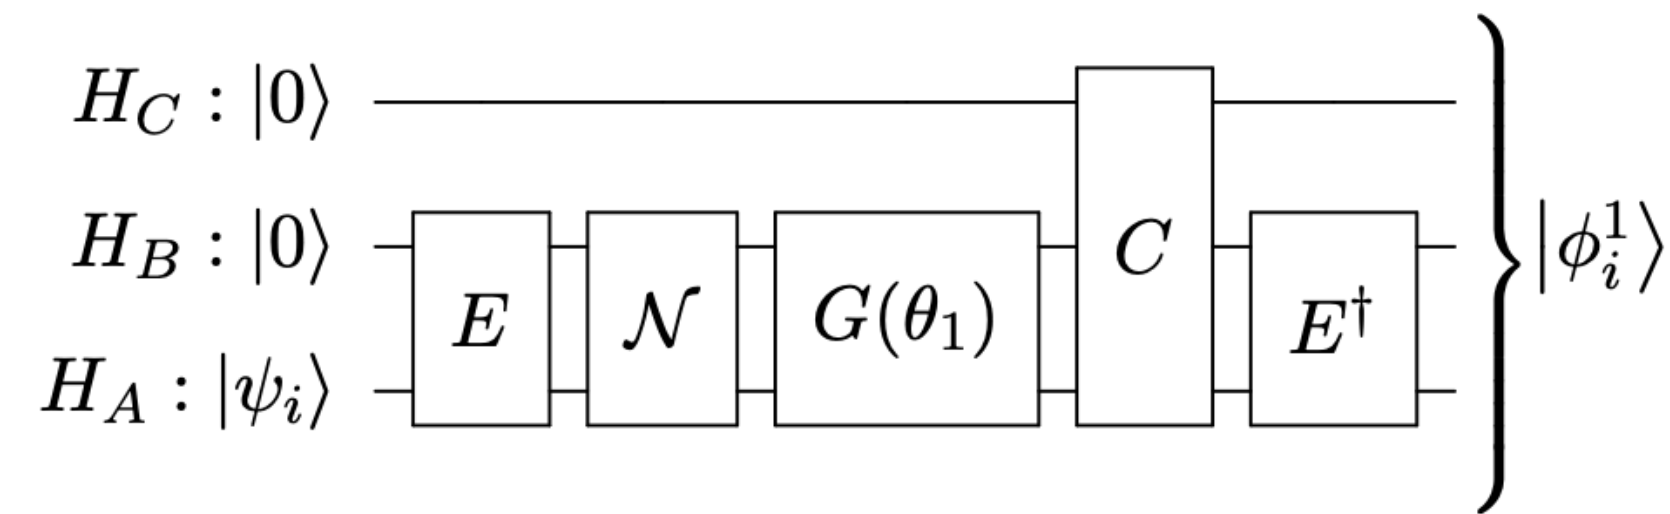 H_C : |0⟩
H_B : |0⟩
H_A : |ψ_i⟩
E
𝒩
G(θ_1)
C
E^†
|ϕ_i^1⟩